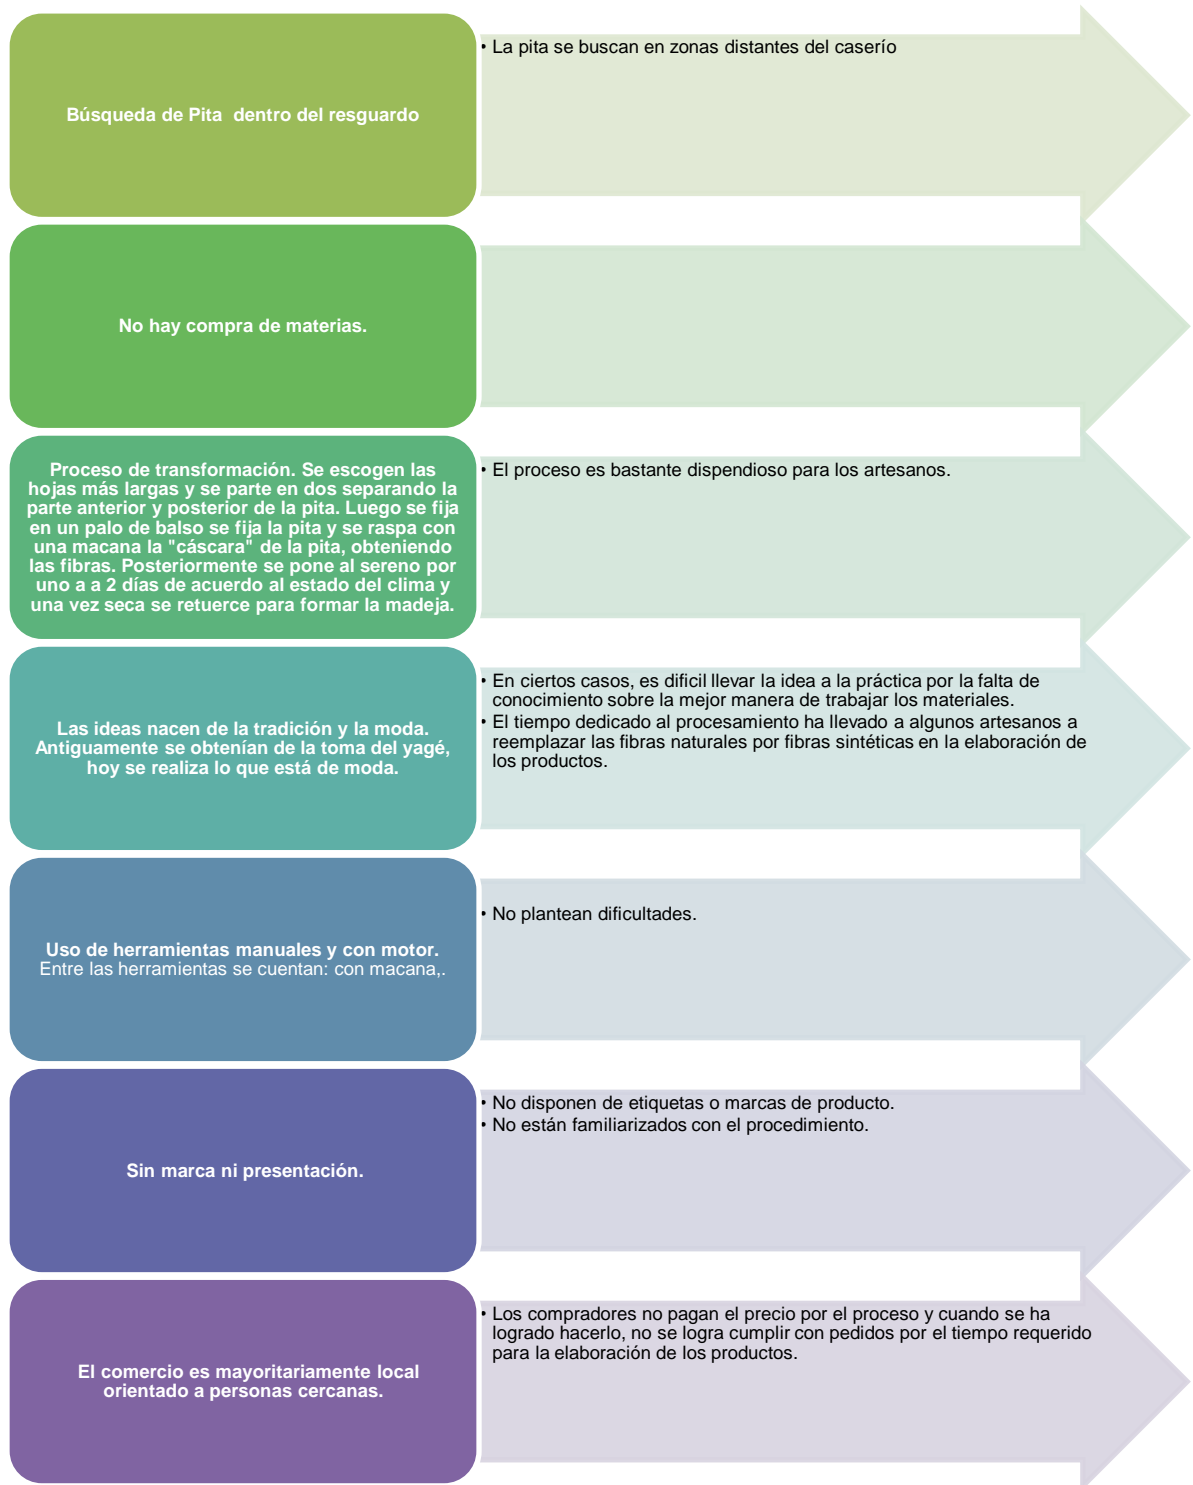 Búsqueda de Pita  dentro del resguardo
• La pita se buscan en zonas distantes del caserío
No hay compra de materias.
Proceso de transformación. Se escogen las
hojas más largas y se parte en dos separando la
parte anterior y posterior de la pita. Luego se fija
en un palo de balso se fija la pita y se raspa con
una macana la "cáscara" de la pita, obteniendo
las fibras. Posteriormente se pone al sereno por
uno a a 2 días de acuerdo al estado del clima y
una vez seca se retuerce para formar la madeja.
• El proceso es bastante dispendioso para los artesanos.
Las ideas nacen de la tradición y la moda.
Antiguamente se obtenían de la toma del yagé,
hoy se realiza lo que está de moda.
• En ciertos casos, es dificil llevar la idea a la práctica por la falta de
conocimiento sobre la mejor manera de trabajar los materiales.
• El tiempo dedicado al procesamiento ha llevado a algunos artesanos a
reemplazar las fibras naturales por fibras sintéticas en la elaboración de
los productos.
Uso de herramientas manuales y con motor.
Entre las herramientas se cuentan: con macana,.
• No plantean dificultades.
Sin marca ni presentación.
• No disponen de etiquetas o marcas de producto.
• No están familiarizados con el procedimiento.
El comercio es mayoritariamente local
orientado a personas cercanas.
• Los compradores no pagan el precio por el proceso y cuando se ha
logrado hacerlo, no se logra cumplir con pedidos por el tiempo requerido
para la elaboración de los productos.